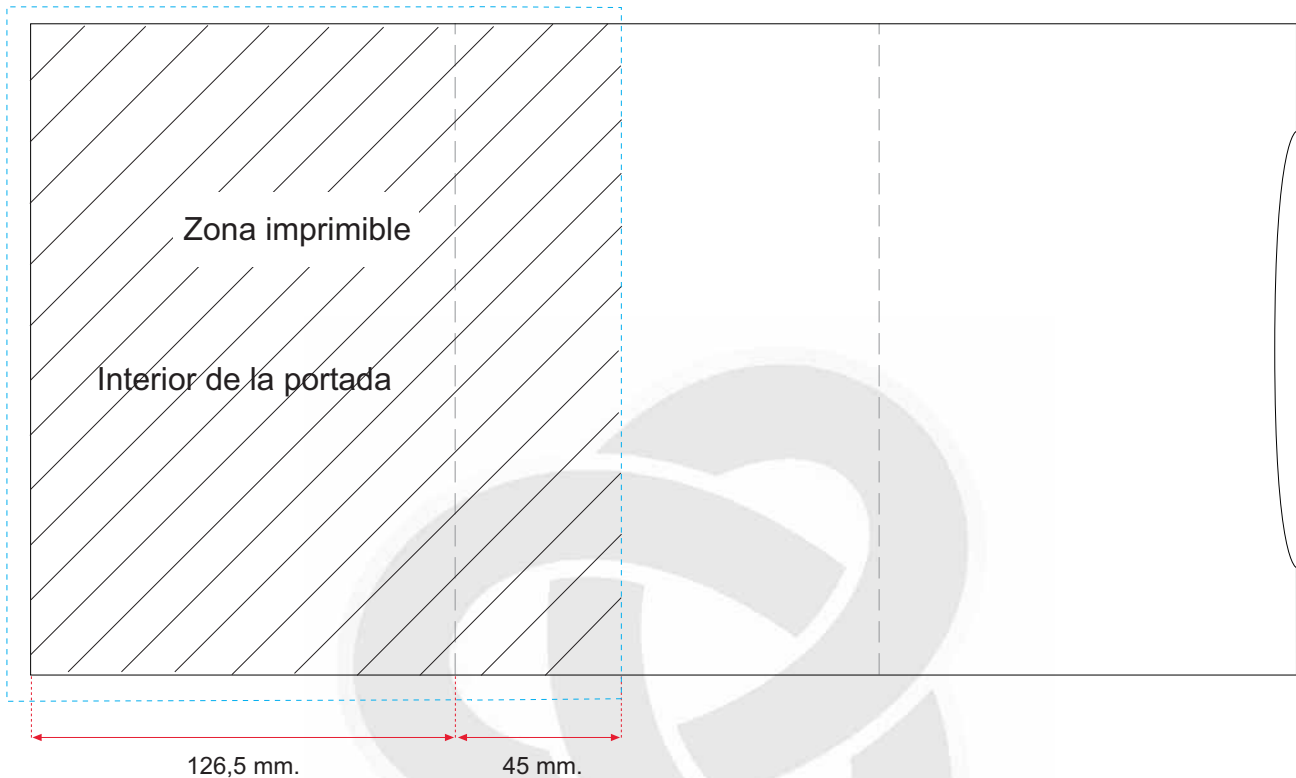 Zona imprimible
Interior de la portada
126,5 mm.
45 mm.